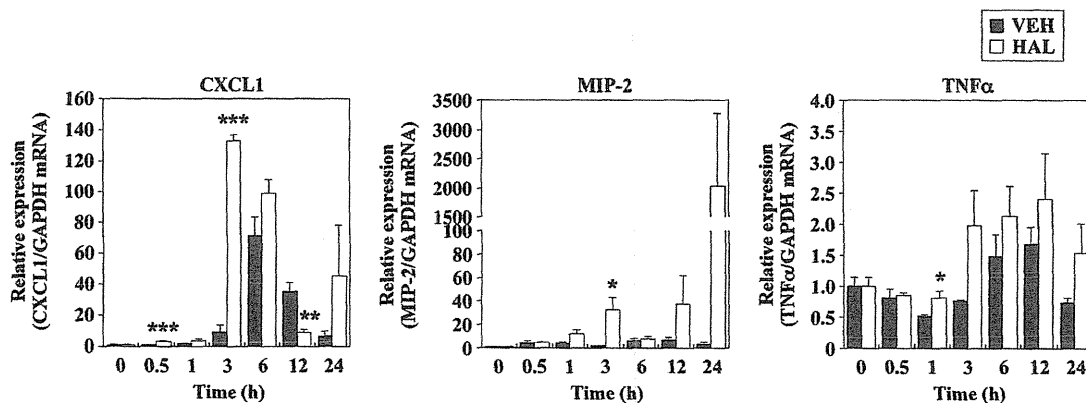 VEH
HAL
CXCL1
Relative expression
(CXCL1/GAPDH mRNA)
160
140
120
100
80
60
40
20
0
***
***
**
0 0.5 1 3 6 12 24
Time (h)
MIP-2
Relative expression
(MIP-2/GAPDH mRNA)
3500
3000
2500
2000
1500
100
80
60
40
20
0
*
0 0.5 1 3 6 12 24
Time (h)
TNFα
Relative expression
(TNFα/GAPDH mRNA)
4.0
3.5
3.0
2.5
2.0
1.5
1.0
0.5
0.0
*
0 0.5 1 3 6 12 24
Time (h)